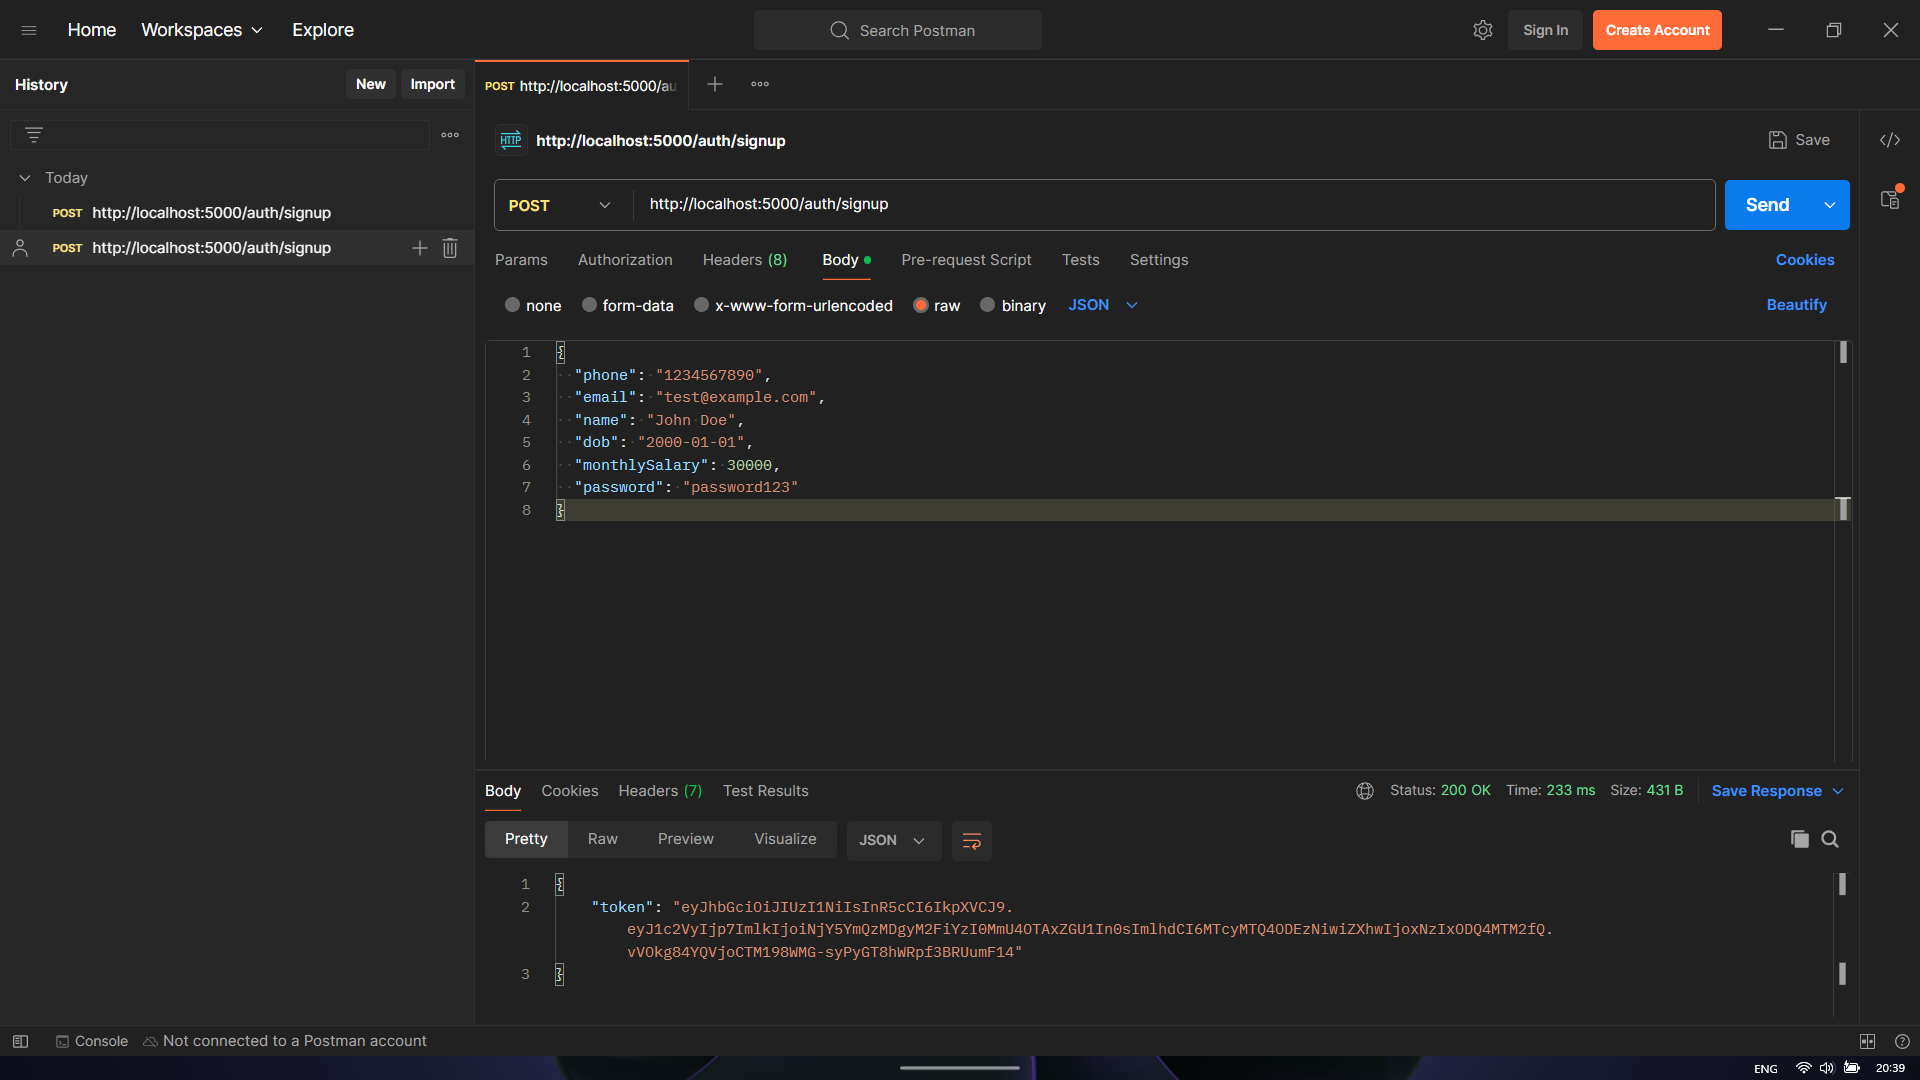 Home Workspaces Explore Search Postman Sign In Create Account
History New Import
POST http://localhost:5000/au
http://localhost:5000/auth/signup Save
Today
POST http://localhost:5000/auth/signup
POST http://localhost:5000/auth/signup
POST http://localhost:5000/auth/signup Send
Params Authorization Headers (8) Body Pre-request Script Tests Settings Cookies
none form-data x-www-form-urlencoded raw binary JSON Beautify
1 {
2 "phone": "1234567890",
3 "email": "test@example.com",
4 "name": "John Doe",
5 "dob": "2000-01-01",
6 "monthlySalary": 30000,
7 "password": "password123"
8 }
Body Cookies Headers (7) Test Results Status: 200 OK Time: 233 ms Size: 431 B Save Response
Pretty Raw Preview Visualize JSON
1 {
2 "token": "eyJhbGciOiJIUzI1NiIsInR5cCI6IkpXVCJ9.
eyJ1c2VyIjp7ImlkIjoiNjY5YmQzMDgyM2FiYzI0MmU4OTAxZGU1In0sImlhdCI6MTcyMTQ4ODEzNiwiZXhwIjoxNzIxODQ4MTM2fQ.
vVOkg84YQVjoCTM198WMG-syPyGT8hWRpf3BRUumF14"
3 }
Console Not connected to a Postman account
ENG 20:39